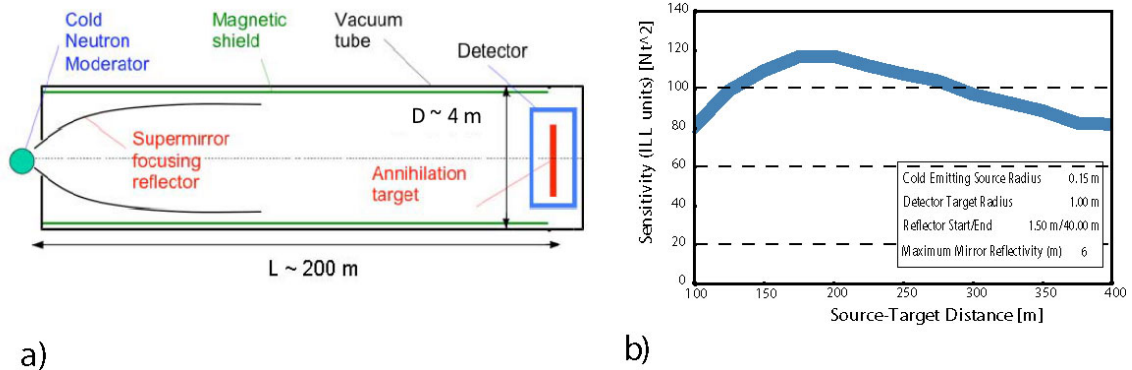 Cold
Neutron
Moderator
Magnetic
shield
Vacuum
tube
Detector
D ~ 4 m
Supermirror
focusing
reflector
Annihilation
target
L ~ 200 m
a)
Sensitivity (ILL units) [Nt^2]
140
120
100
80
60
40
20
0
Cold Emitting Source Radius 0.15 m
Detector Target Radius 1.00 m
Reflector Start/End 1.50 m/40.00 m
Maximum Mirror Reflectivity (m) 6
100 150 200 250 300 350 400
Source-Target Distance [m]
b)